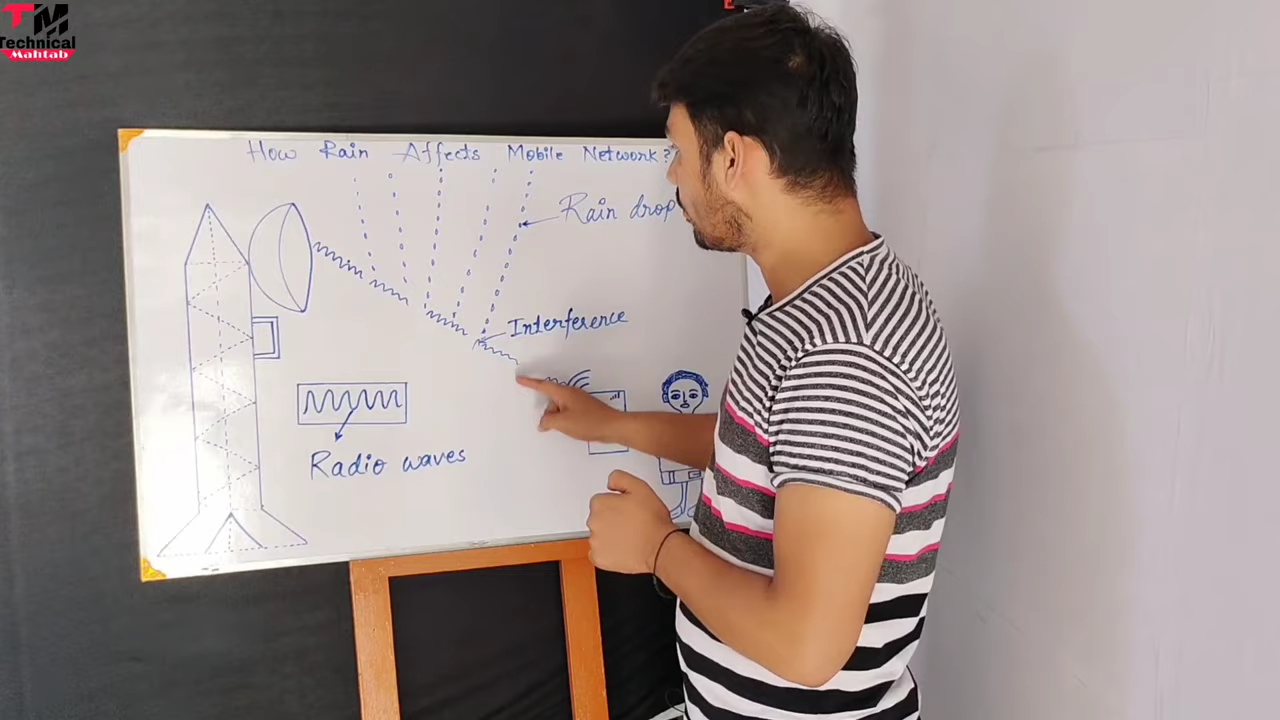 TM
Technical
Mahtab
How Rain Affects Mobile Network?
Rain drop
Interference
Radio waves